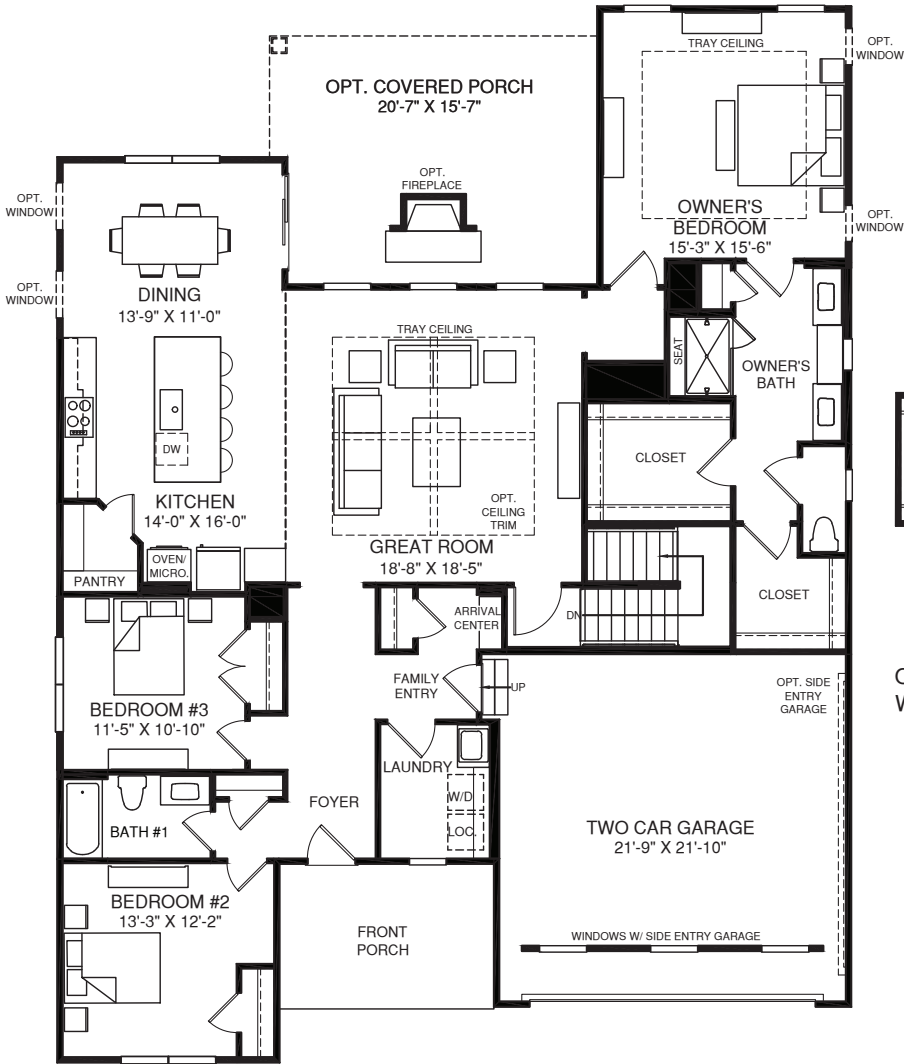 TRAY CEILING
OPT.
WINDOW
OPT. COVERED PORCH
20'-7" X 15'-7"
OPT.
FIREPLACE
OPT.
WINDOW
OWNER'S
BEDROOM
15'-3" X 15'-6"
OPT.
WINDOW
OPT.
WINDOW
DINING
13'-9" X 11'-0"
TRAY CEILING
SEAT
OWNER'S
BATH
DW
CLOSET
KITCHEN
14'-0" X 16'-0"
OPT.
CEILING
TRIM
GREAT ROOM
18'-8" X 18'-5"
OVEN/
MICRO.
PANTRY
ARRIVAL
CENTER
DN
CLOSET
FAMILY
ENTRY
UP
OPT. SIDE
ENTRY
GARAGE
BEDROOM #3
11'-5" X 10'-10"
LAUNDRY
W/D
LOC.
FOYER
BATH #1
TWO CAR GARAGE
21'-9" X 21'-10"
BEDROOM #2
13'-3" X 12'-2"
FRONT
PORCH
WINDOWS W/ SIDE ENTRY GARAGE